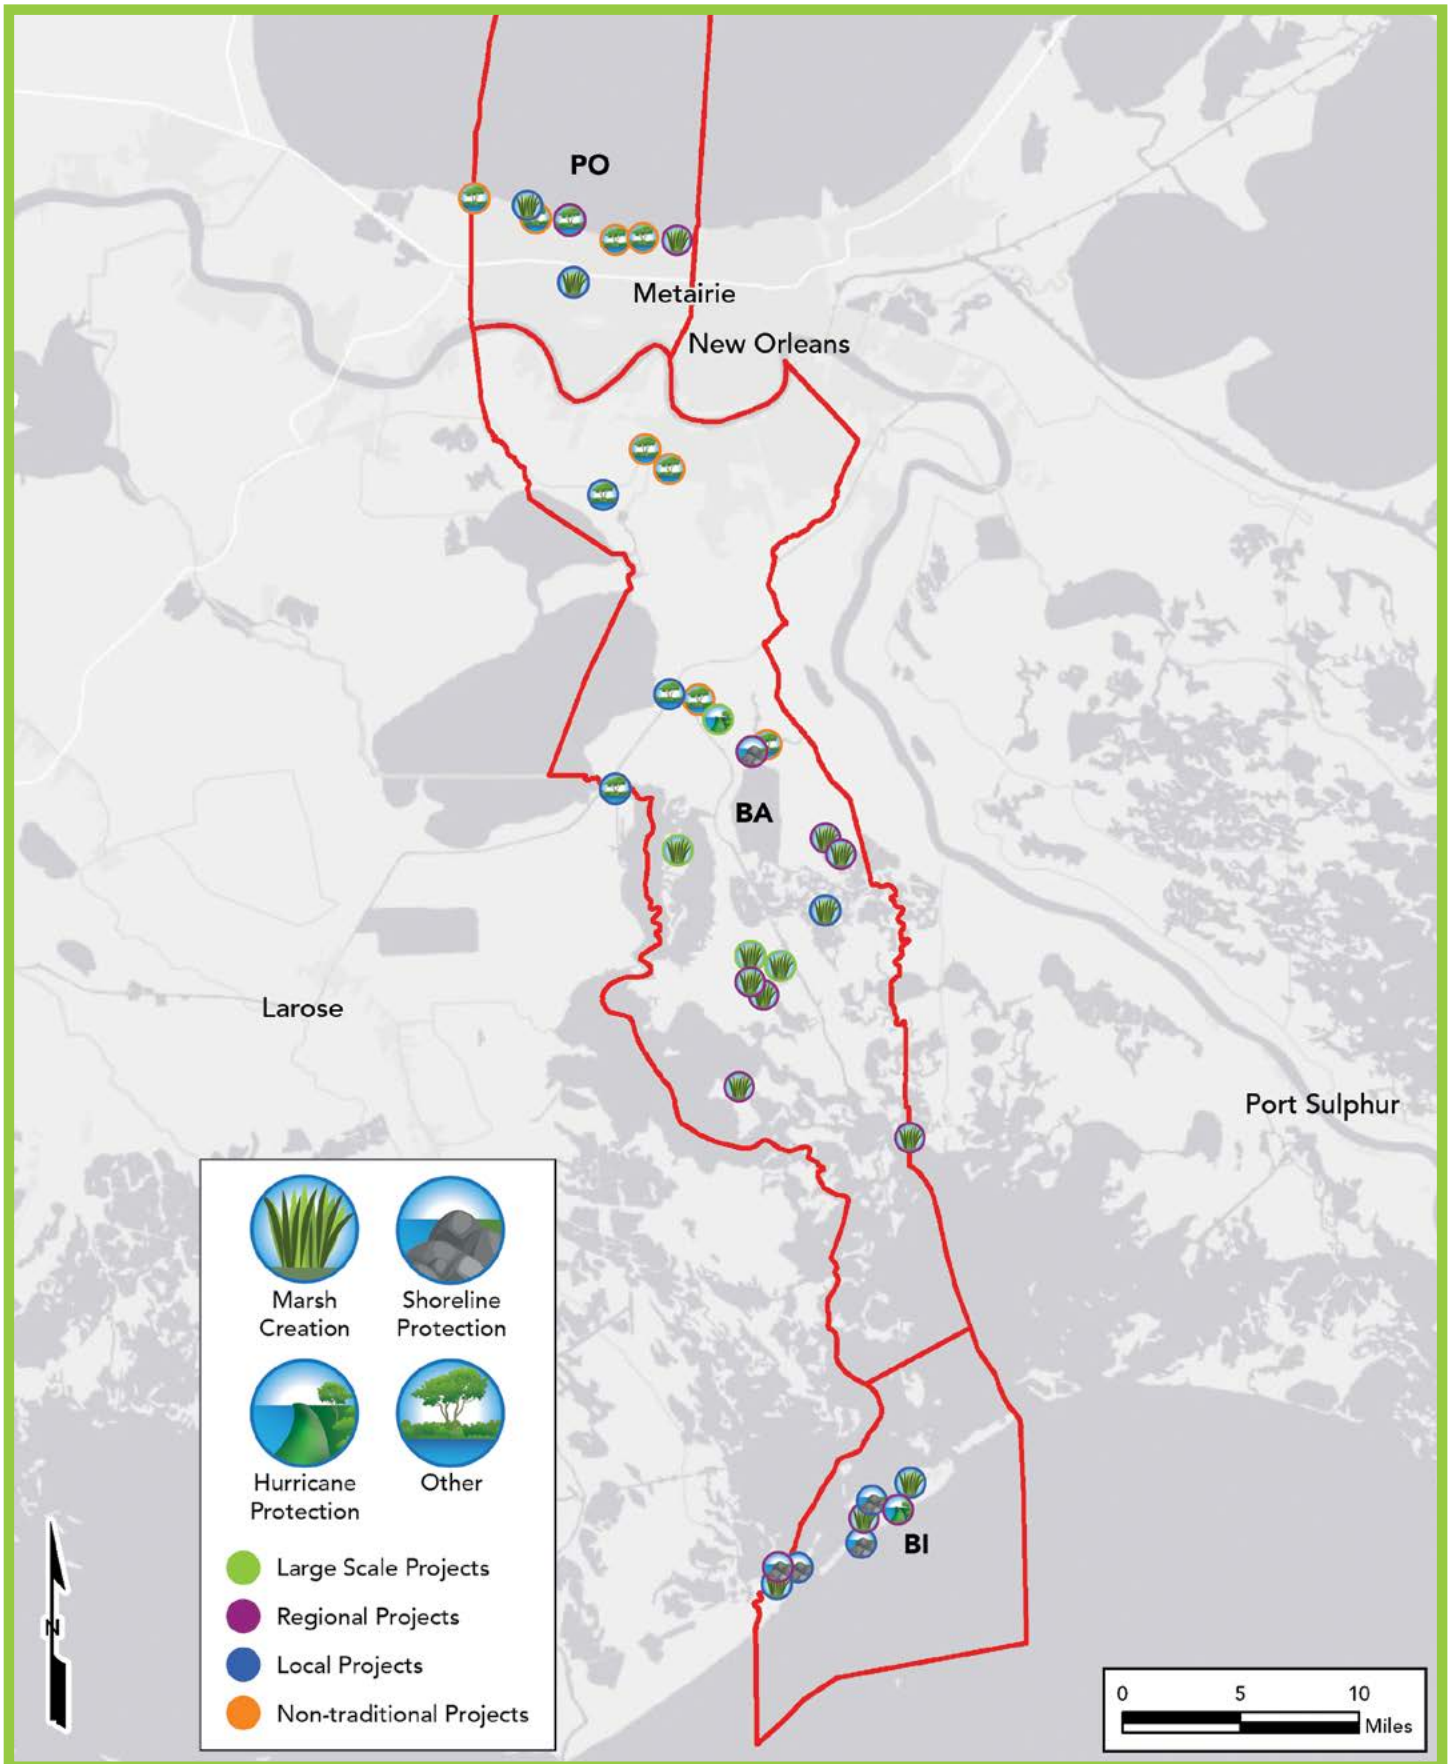 PO
Metairie
New Orleans
BA
Larose
Port Sulphur
Marsh
Creation
Shoreline
Protection
Hurricane
Protection
Other
BI
Large Scale Projects
Regional Projects
Local Projects
Non-traditional Projects
N
0 5 10
Miles